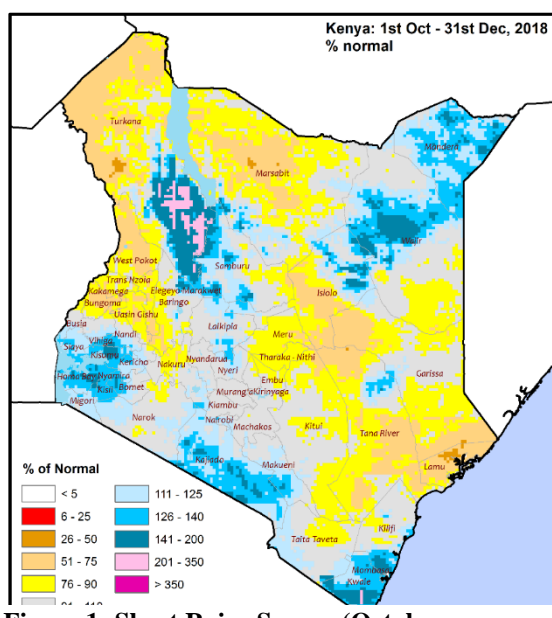 Kenya: 1st Oct - 31st Dec, 2018
% normal
Turkana
Mandera
Marsabit
Wajir
West Pokot
Samburu
Trans Nzoia
Elegeyo Marakwet
Kakamega
Baringo
Isiolo
Bungoma
Uasin Gishu
Busia
Nandi
Laikipia
Meru
Siaya
Vihiga
Kisumu
Kericho
Nyandarua
Tharaka - Nithi
Nakuru
Nyeri
Garissa
Homa Bay
Nyamira
Embu
Kisii
Bomet
Murang'a
Kirinyaga
Migori
Kiambu
Narok
Nairobi
Kitui
Machakos
Tana River
Kajiado
Makueni
Lamu
Taita Taveta
Kilifi
Mombasa
Kwale
% of Normal
< 5
111 - 125
6 - 25
126 - 140
26 - 50
141 - 200
51 - 75
201 - 350
76 - 90
> 350